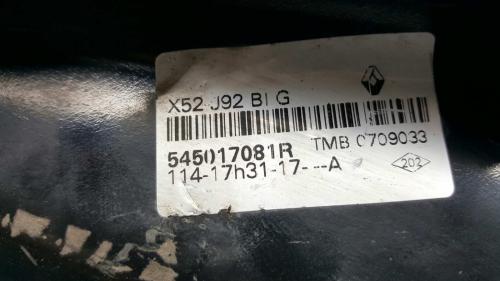 X52 J92 BI G
545017081R TMB 0709033
114-17h31-17---A
202